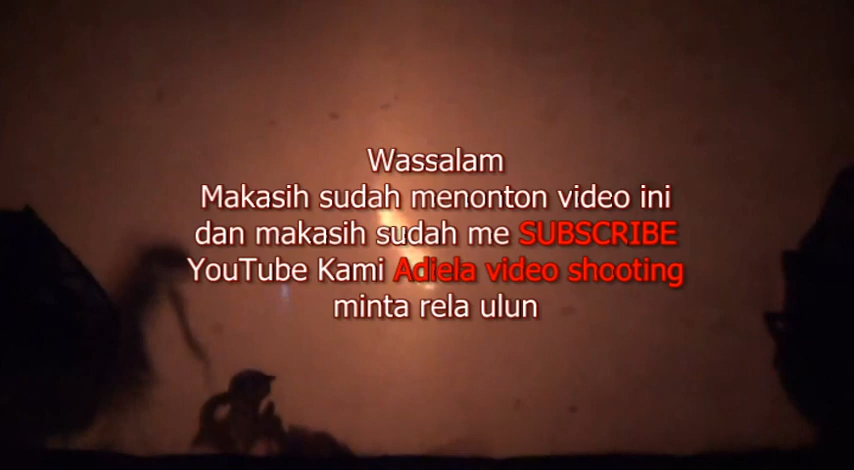 Wassalam
Makasih sudah menonton video ini
dan makasih sudah me SUBSCRIBE
YouTube Kami Adiela video shooting
minta rela ulun